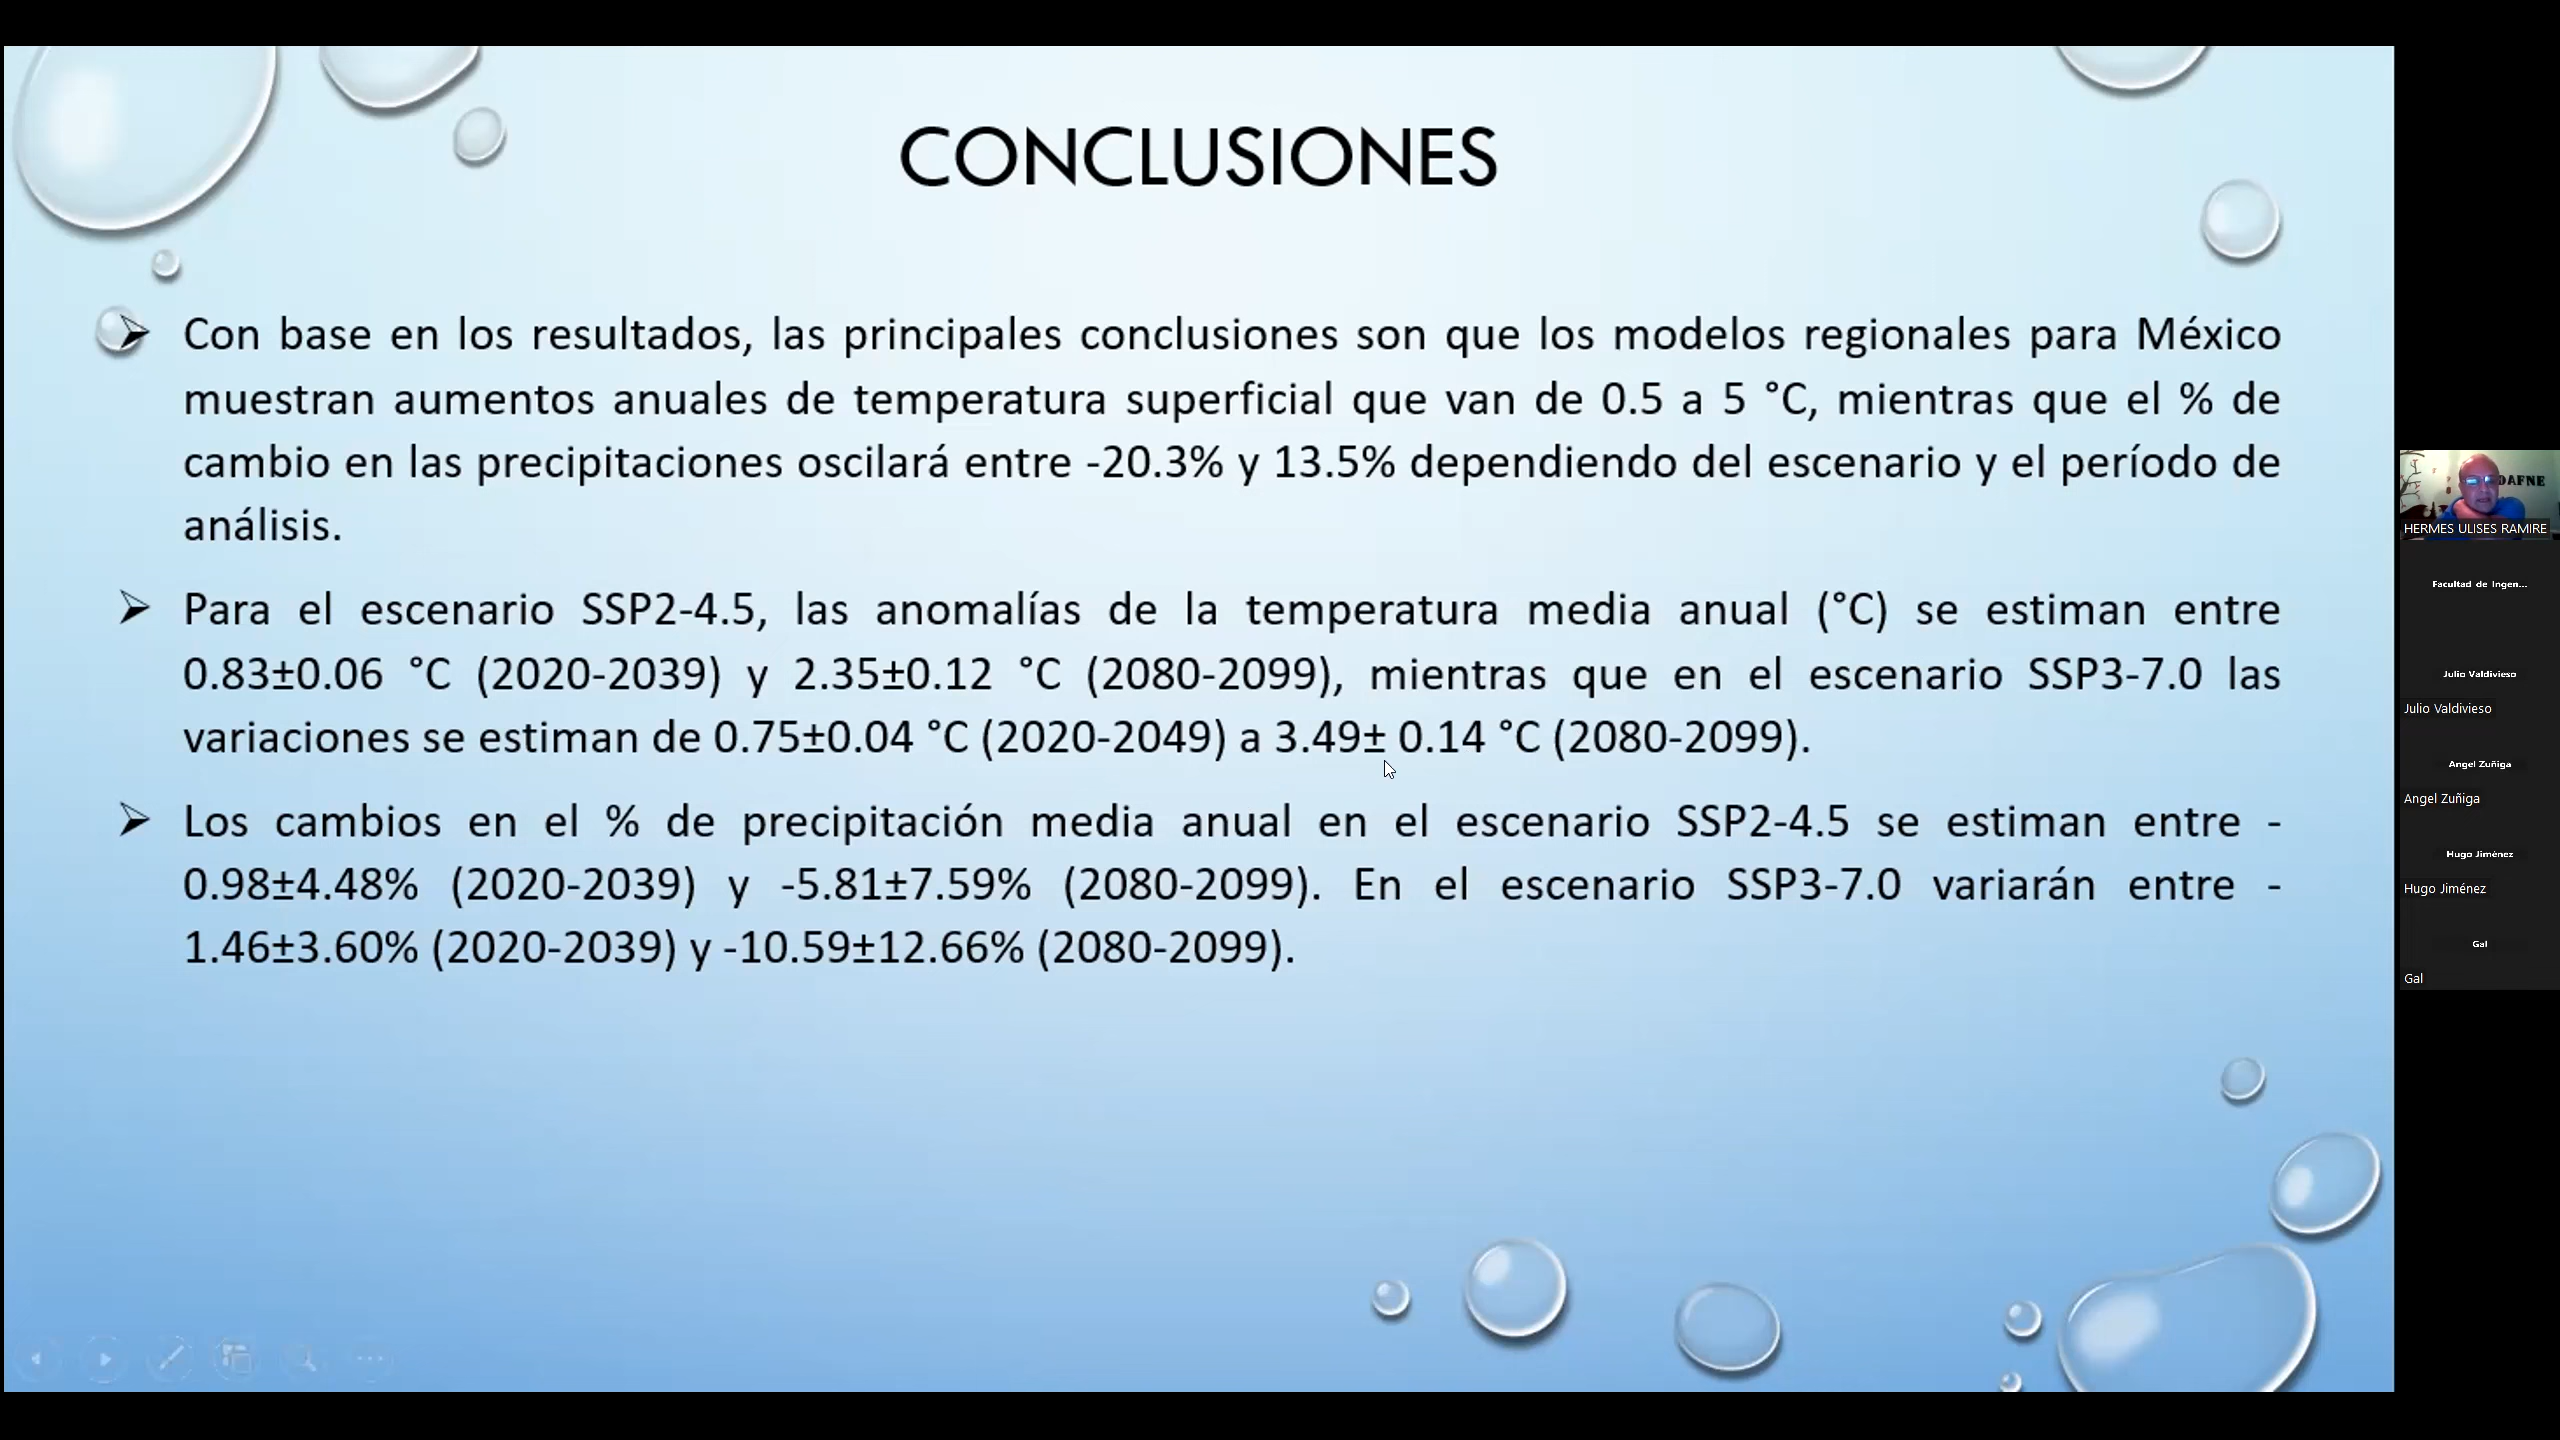 CONCLUSIONES
Con base en los resultados, las principales conclusiones son que los modelos regionales para México
muestran aumentos anuales de temperatura superficial que van de 0.5 a 5 °C, mientras que el % de
cambio en las precipitaciones oscilará entre -20.3% y 13.5% dependiendo del escenario y el período de
análisis.
Para el escenario SSP2-4.5, las anomalías de la temperatura media anual (°C) se estiman entre
0.83±0.06 °C (2020-2039) y 2.35±0.12 °C (2080-2099), mientras que en el escenario SSP3-7.0 las
variaciones se estiman de 0.75±0.04 °C (2020-2049) a 3.49± 0.14 °C (2080-2099).
Los cambios en el % de precipitación media anual en el escenario SSP2-4.5 se estiman entre -
0.98±4.48% (2020-2039) y -5.81±7.59% (2080-2099). En el escenario SSP3-7.0 variarán entre -
1.46±3.60% (2020-2039) y -10.59±12.66% (2080-2099).
DAFNE
HERMES ULISES RAMIRE
Facultad de Ingen...
Julio Valdivieso
Julio Valdivieso
Angel Zuñiga
Angel Zuñiga
Hugo Jiménez
Hugo Jiménez
Gal
Gal